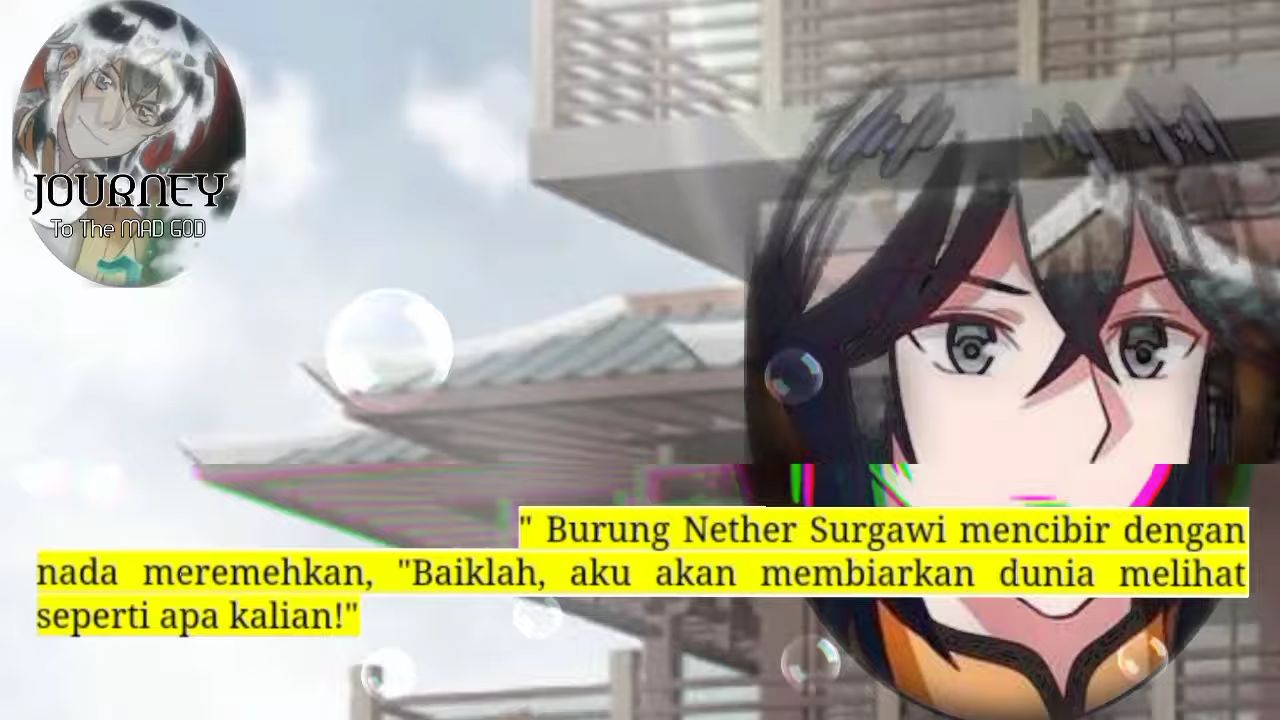 JOURNEY
To The MAD GOD
" Burung Nether Surgawi mencibir dengan
nada meremehkan, "Baiklah, aku akan membiarkan dunia melihat
seperti apa kalian!"